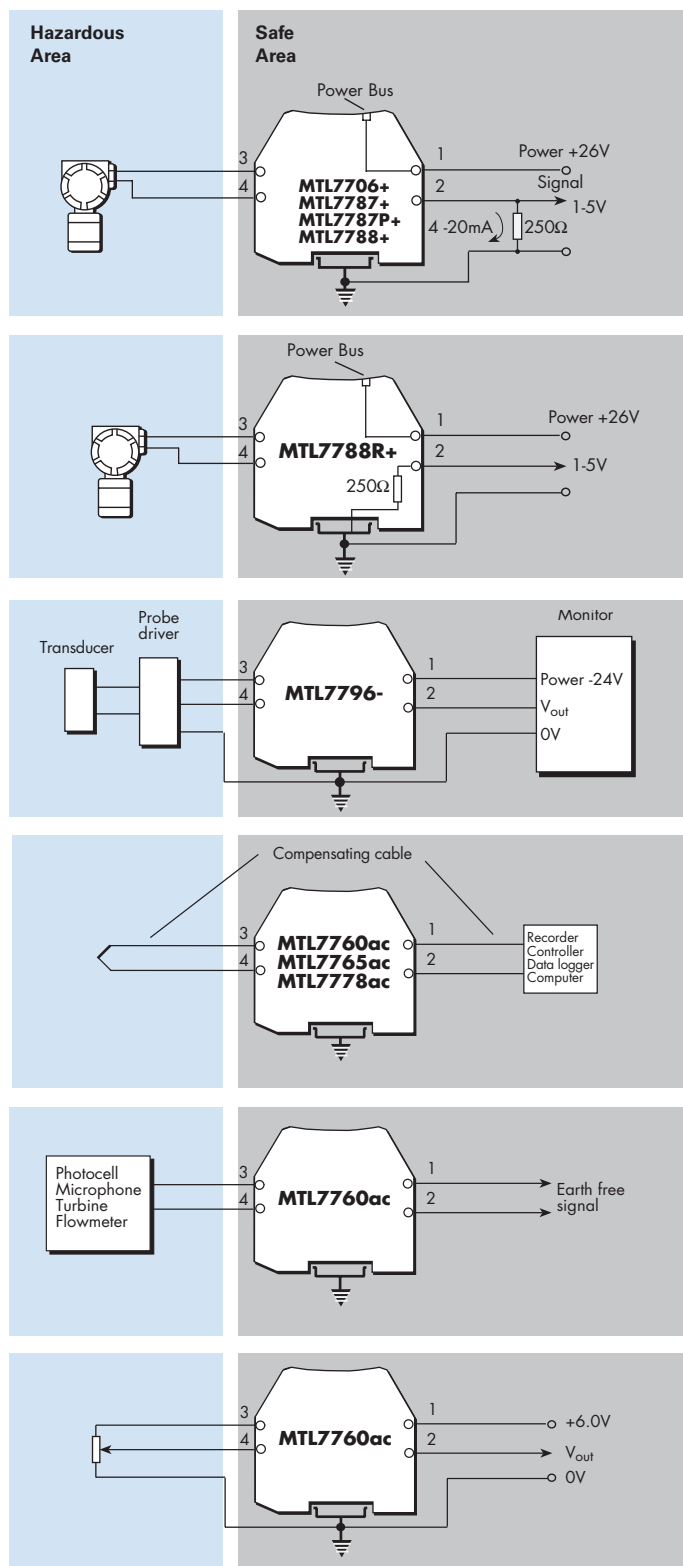 Hazardous
Area
Safe
Area
Power Bus
3
4
MTL7706+
MTL7787+
MTL7787P+
MTL7788+
1
2
Power +26V
Signal
1-5V
4 -20mA
250Ω
Power Bus
3
4
MTL7788R+
250Ω
1
2
Power +26V
1-5V
Transducer
Probe
driver
3
4
MTL7796-
1
2
Monitor
Power -24V
Vout
0V
Compensating cable
3
4
MTL7760ac
MTL7765ac
MTL7778ac
1
2
Recorder
Controller
Data logger
Computer
Photocell
Microphone
Turbine
Flowmeter
3
4
MTL7760ac
1
2
Earth free
signal
3
4
MTL7760ac
1
2
+6.0V
Vout
0V